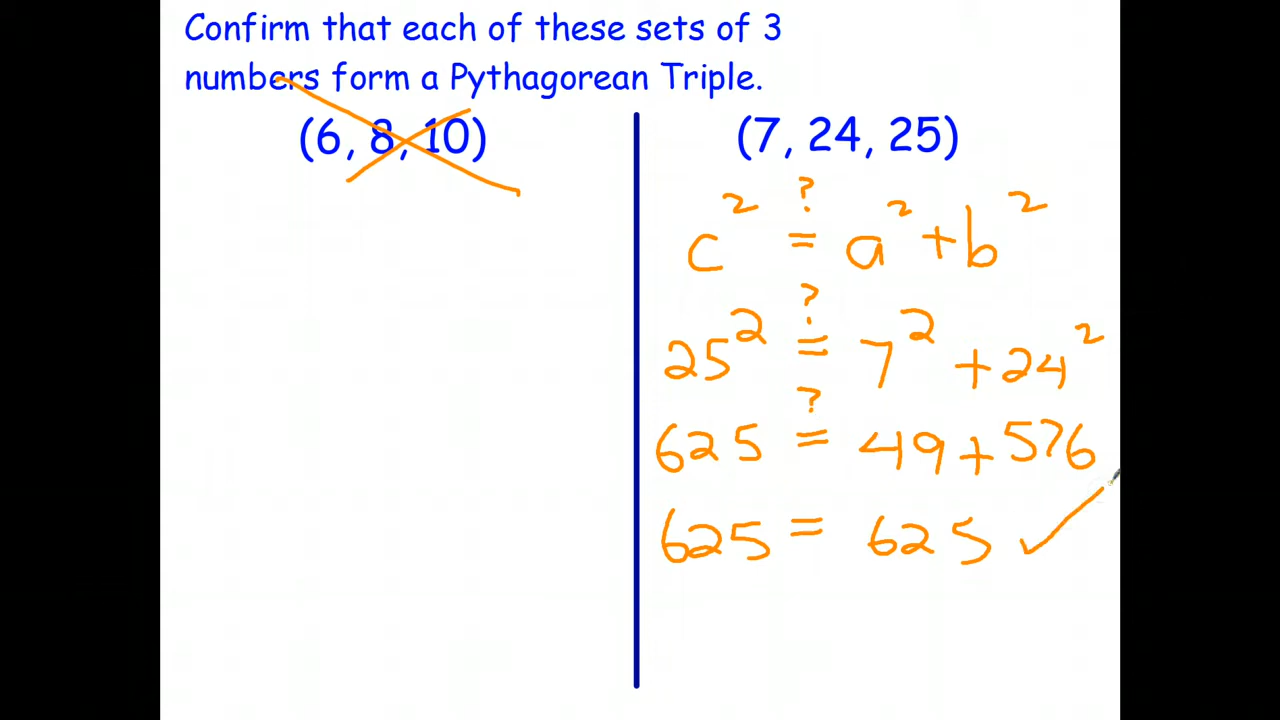 Confirm that each of these sets of 3
numbers form a Pythagorean Triple.
(6, 8, 10)
(7, 24, 25)
c² ≟ a² + b²
25² ≟ 7² + 24²
625 ≟ 49 + 576
625 = 625 ✓